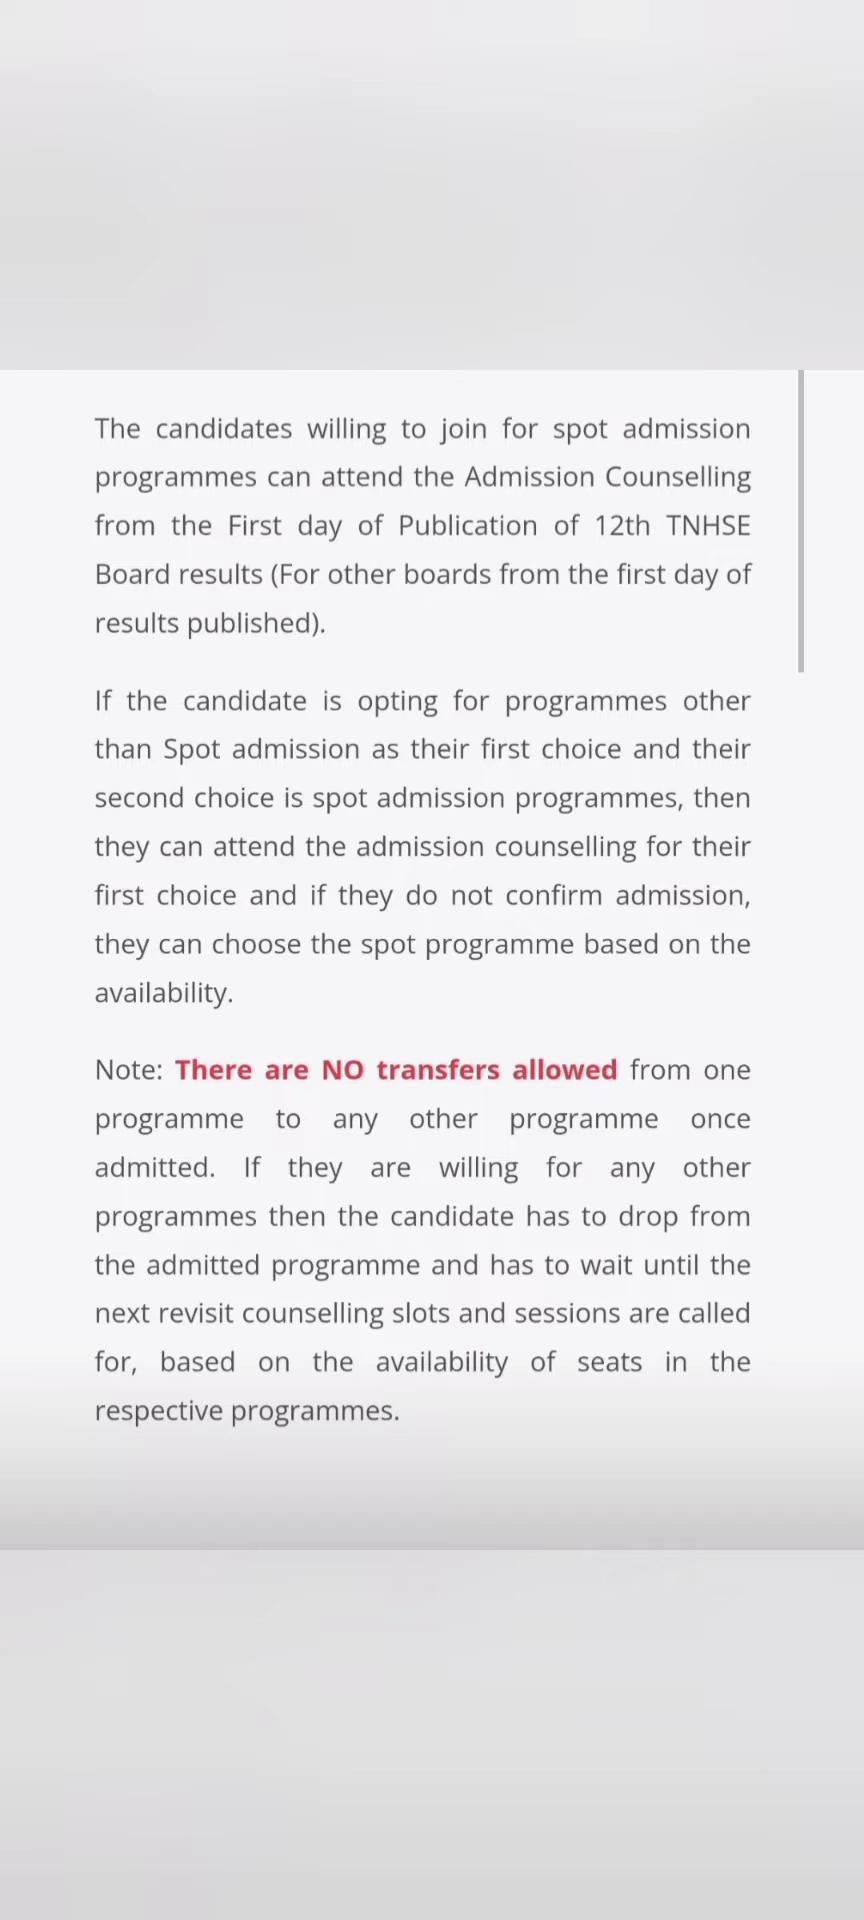 The candidates willing to join for spot admission
programmes can attend the Admission Counselling
from the First day of Publication of 12th TNHSE
Board results (For other boards from the first day of
results published).
If the candidate is opting for programmes other
than Spot admission as their first choice and their
second choice is spot admission programmes, then
they can attend the admission counselling for their
first choice and if they do not confirm admission,
they can choose the spot programme based on the
availability.
Note: There are NO transfers allowed from one
programme to any other programme once
admitted. If they are willing for any other
programmes then the candidate has to drop from
the admitted programme and has to wait until the
next revisit counselling slots and sessions are called
for, based on the availability of seats in the
respective programmes.